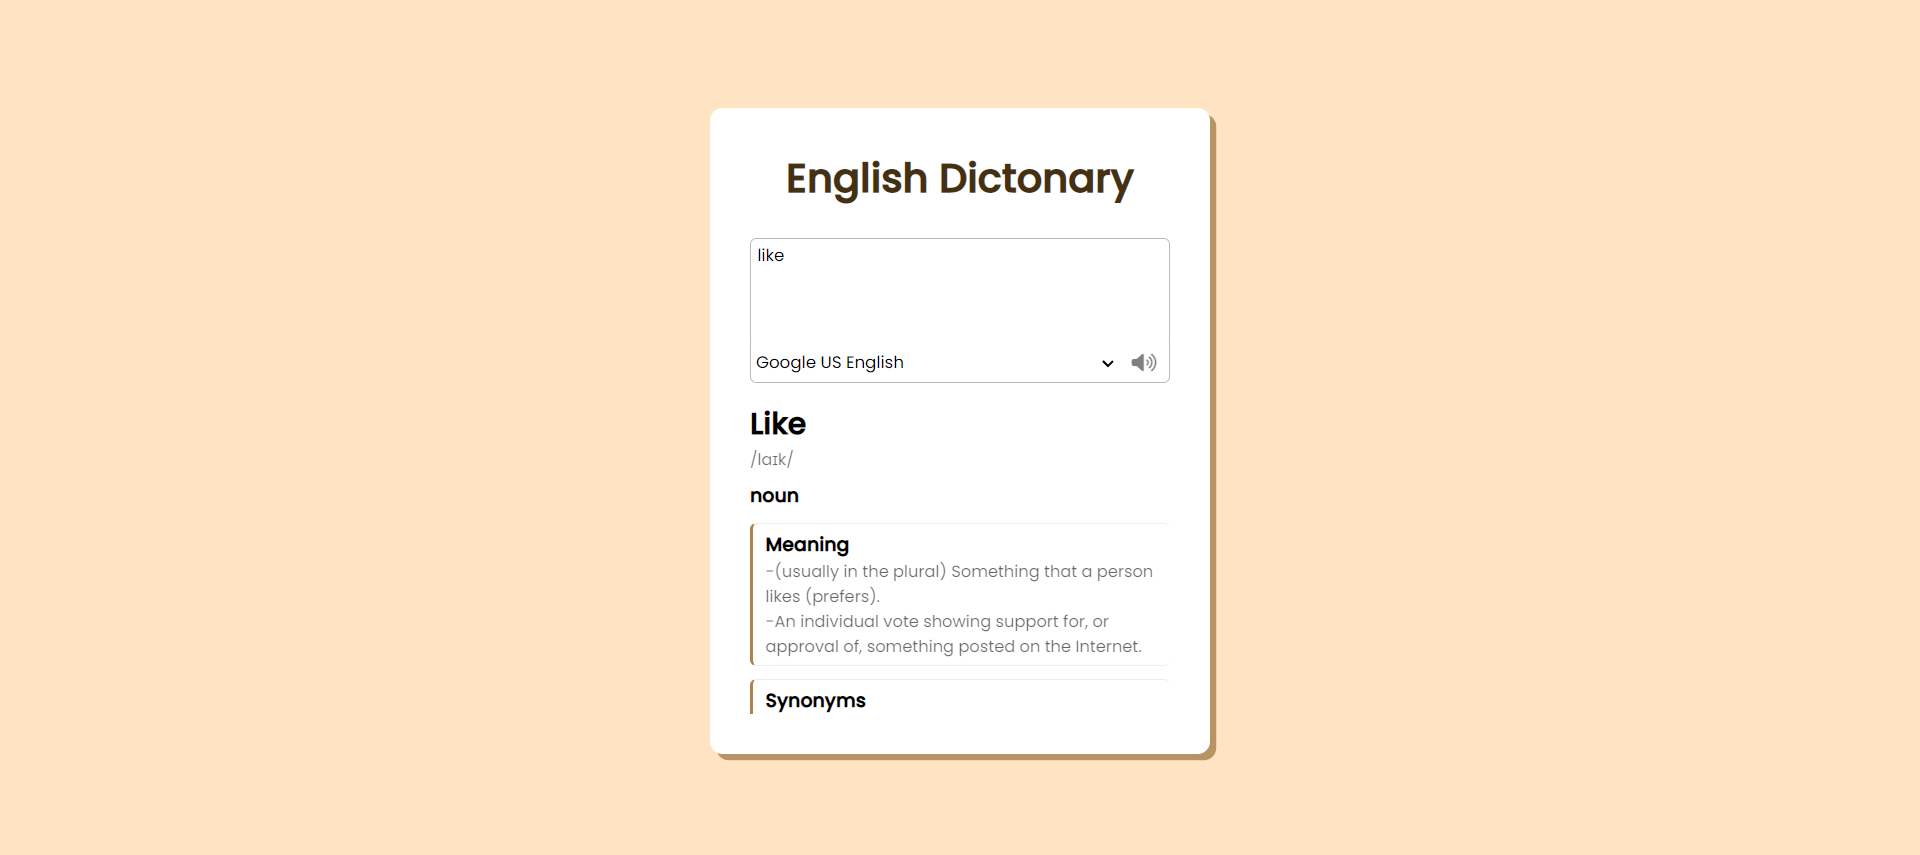 English Dictonary
like
Google US English
Like
/laɪk/
noun
Meaning
-(usually in the plural) Something that a person
likes (prefers).
-An individual vote showing support for, or
approval of, something posted on the Internet.
Synonyms